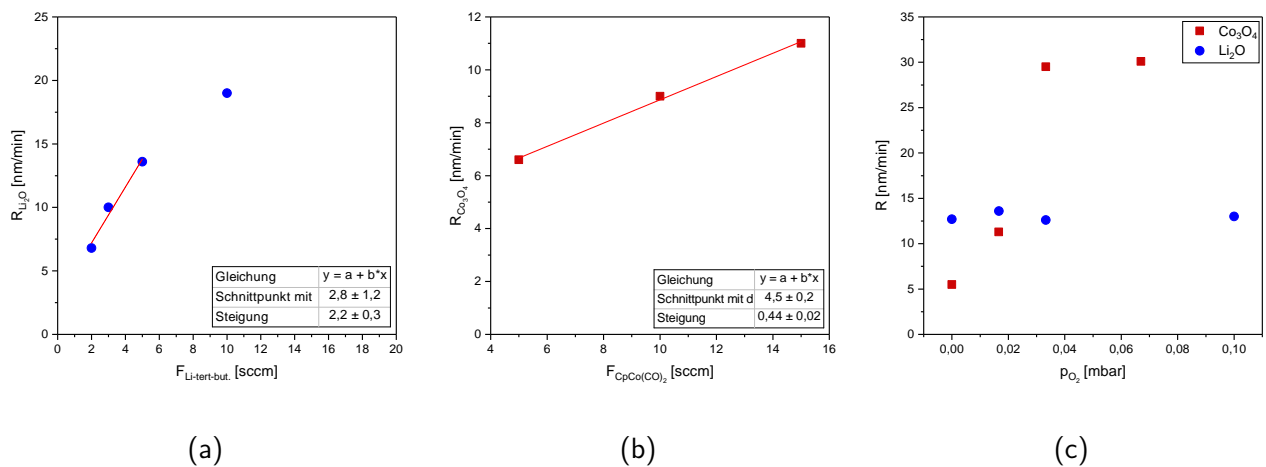 25
20
15
10
5
0
R_Li₂O [nm/min]
0 2 4 6 8 10 12 14 16 18 20
F_Li-tert-but. [sccm]
Gleichung y = a + b*x
Schnittpunkt mit 2,8 ± 1,2
Steigung 2,2 ± 0,3
(a)
12
10
8
6
4
2
0
R_Co₃O₄ [nm/min]
4 6 8 10 12 14 16
F_CpCo(CO)₂ [sccm]
Gleichung y = a + b*x
Schnittpunkt mit d 4,5 ± 0,2
Steigung 0,44 ± 0,02
(b)
35
30
25
20
15
10
5
0
R [nm/min]
0,00 0,02 0,04 0,06 0,08 0,10
p_O₂ [mbar]
Co₃O₄
Li₂O
(c)